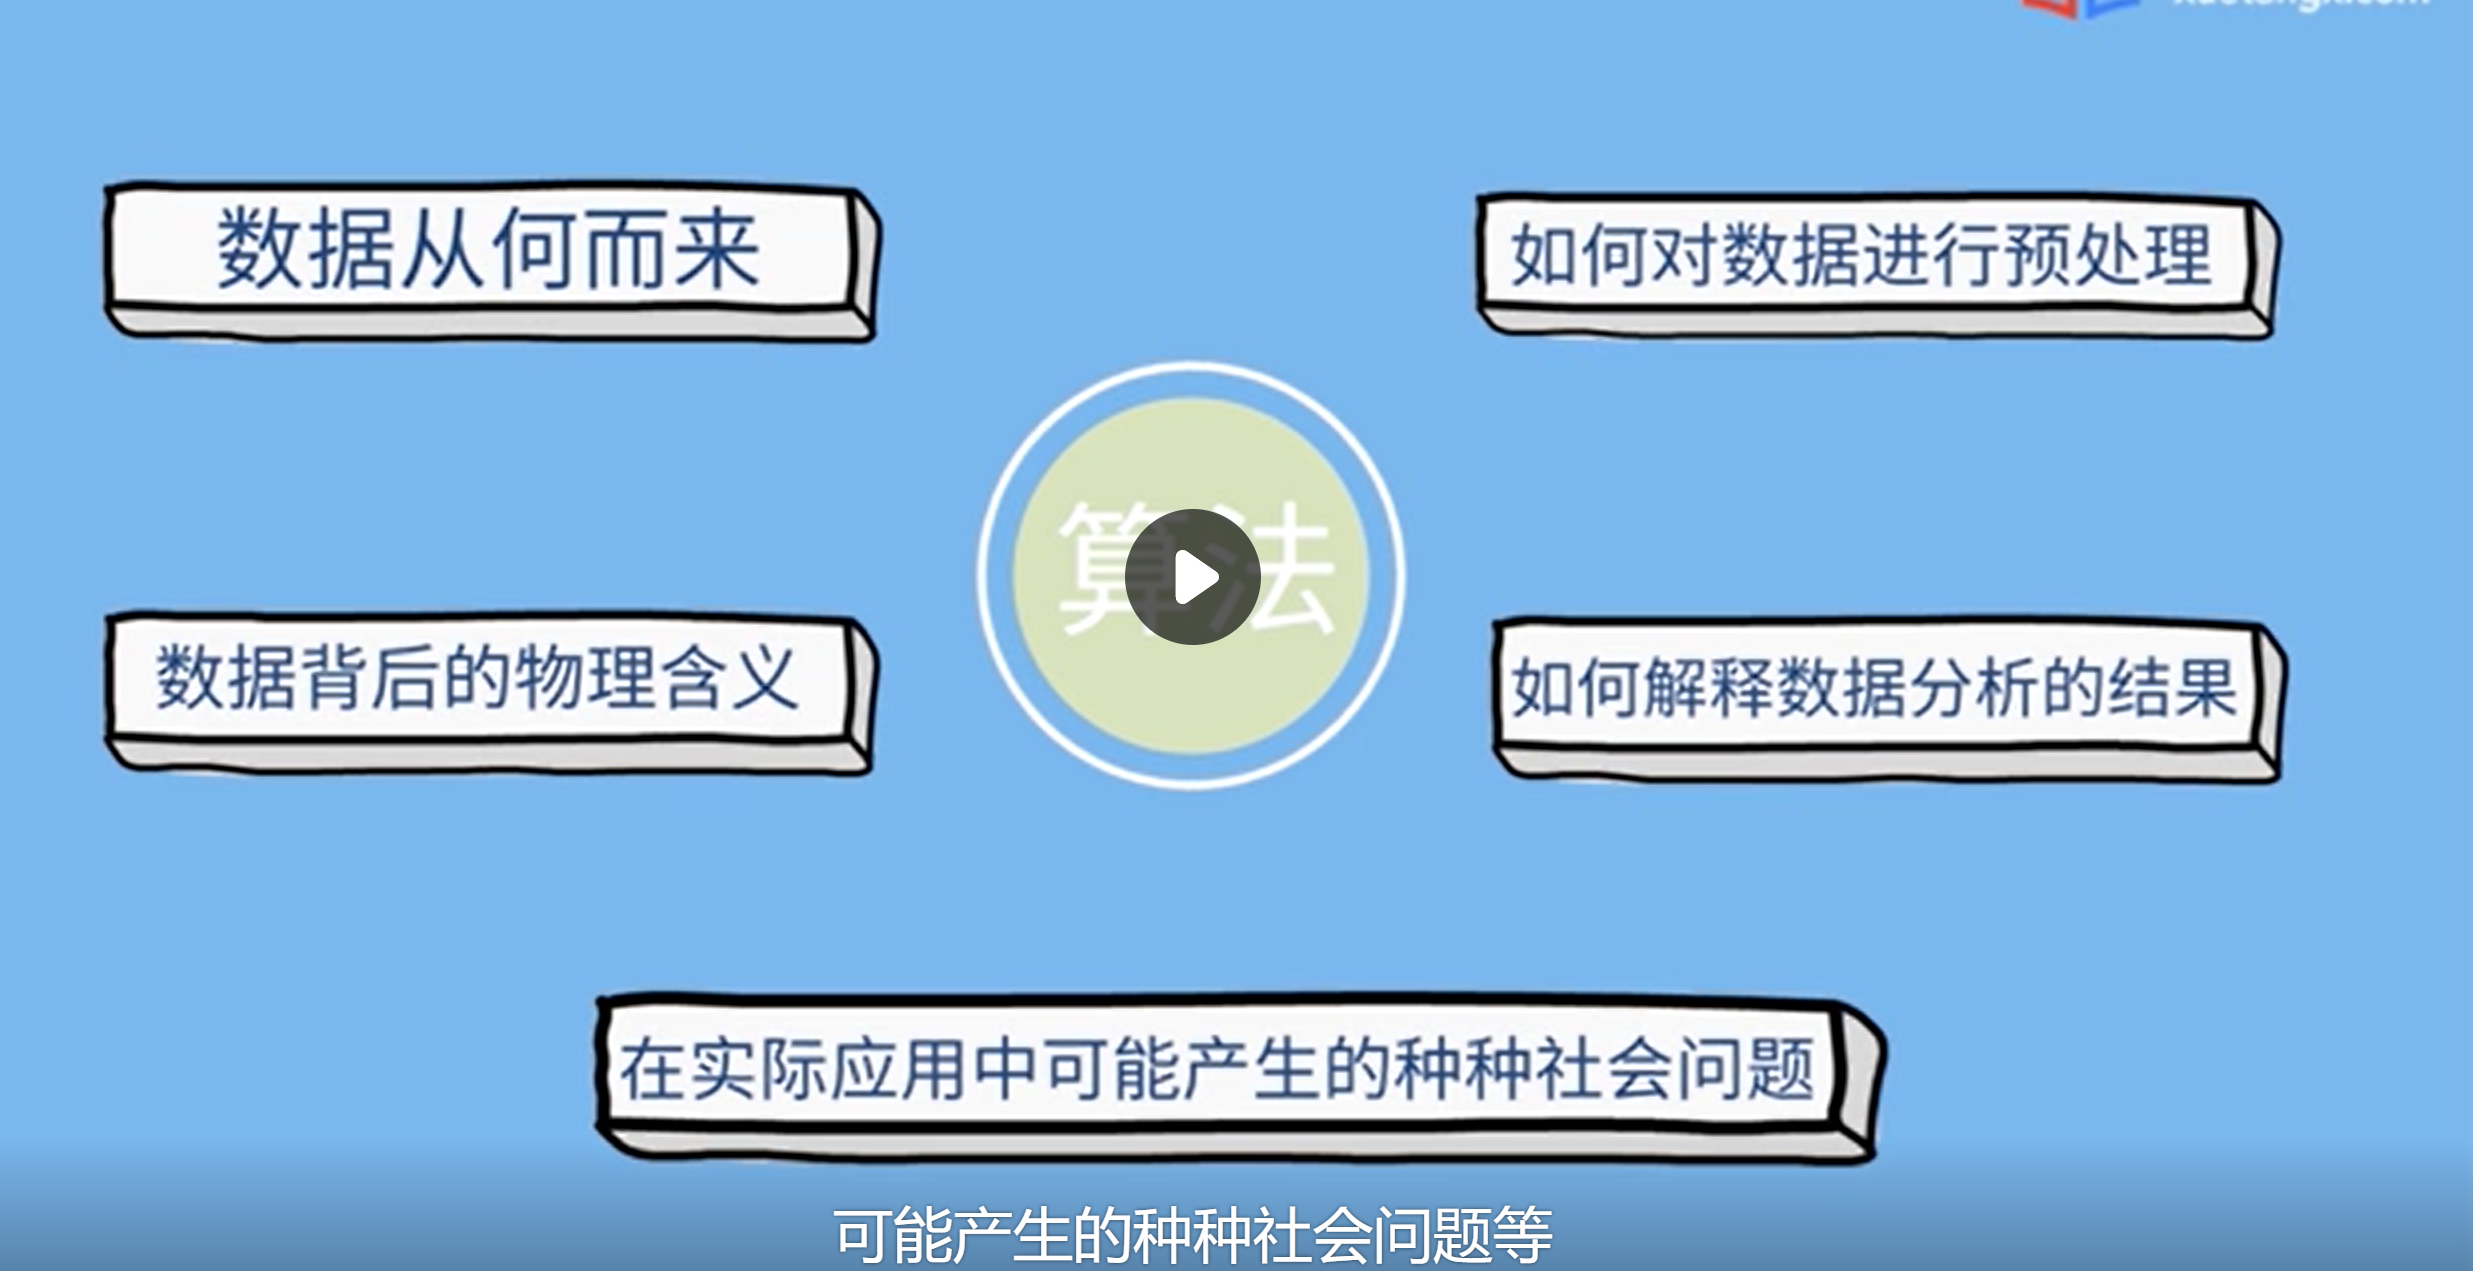 数据从何而来
如何对数据进行预处理
算法
数据背后的物理含义
如何解释数据分析的结果
在实际应用中可能产生的种种社会问题
可能产生的种种社会问题等